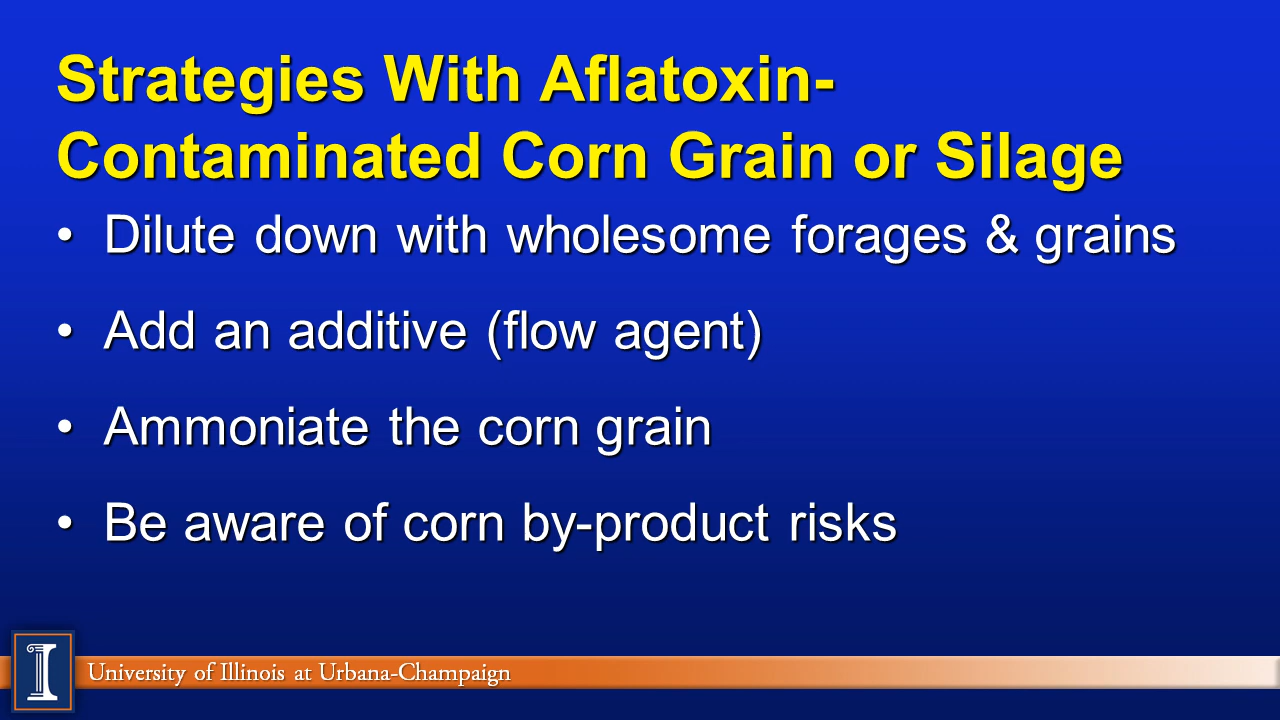 Strategies With Aflatoxin-
Contaminated Corn Grain or Silage
• Dilute down with wholesome forages & grains
• Add an additive (flow agent)
• Ammoniate the corn grain
• Be aware of corn by-product risks
I
University of Illinois at Urbana-Champaign